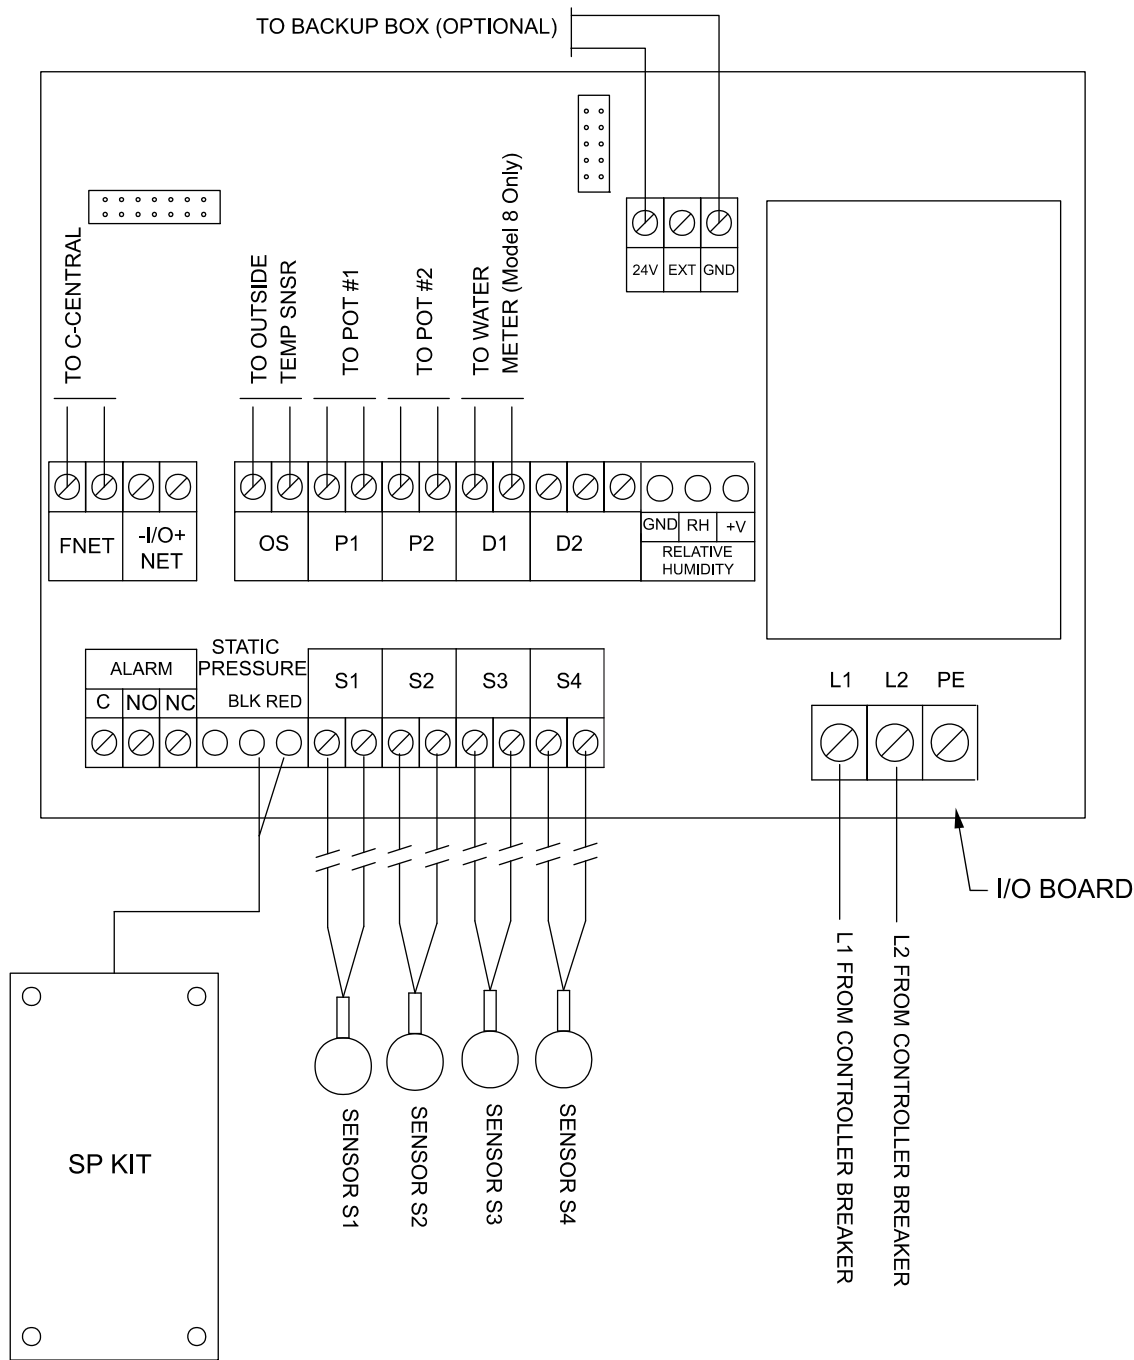 TO BACKUP BOX (OPTIONAL)
24V EXT GND
TO C-CENTRAL
TO OUTSIDE
TEMP SNSR
TO POT #1
TO POT #2
TO WATER
METER (Model 8 Only)
FNET
-I/O+
NET
OS
P1
P2
D1
D2
GND RH +V
RELATIVE
HUMIDITY
ALARM
C NO NC
STATIC
PRESSURE
BLK RED
S1
S2
S3
S4
L1 L2 PE
I/O BOARD
L1 FROM CONTROLLER BREAKER
L2 FROM CONTROLLER BREAKER
SENSOR S1
SENSOR S2
SENSOR S3
SENSOR S4
SP KIT